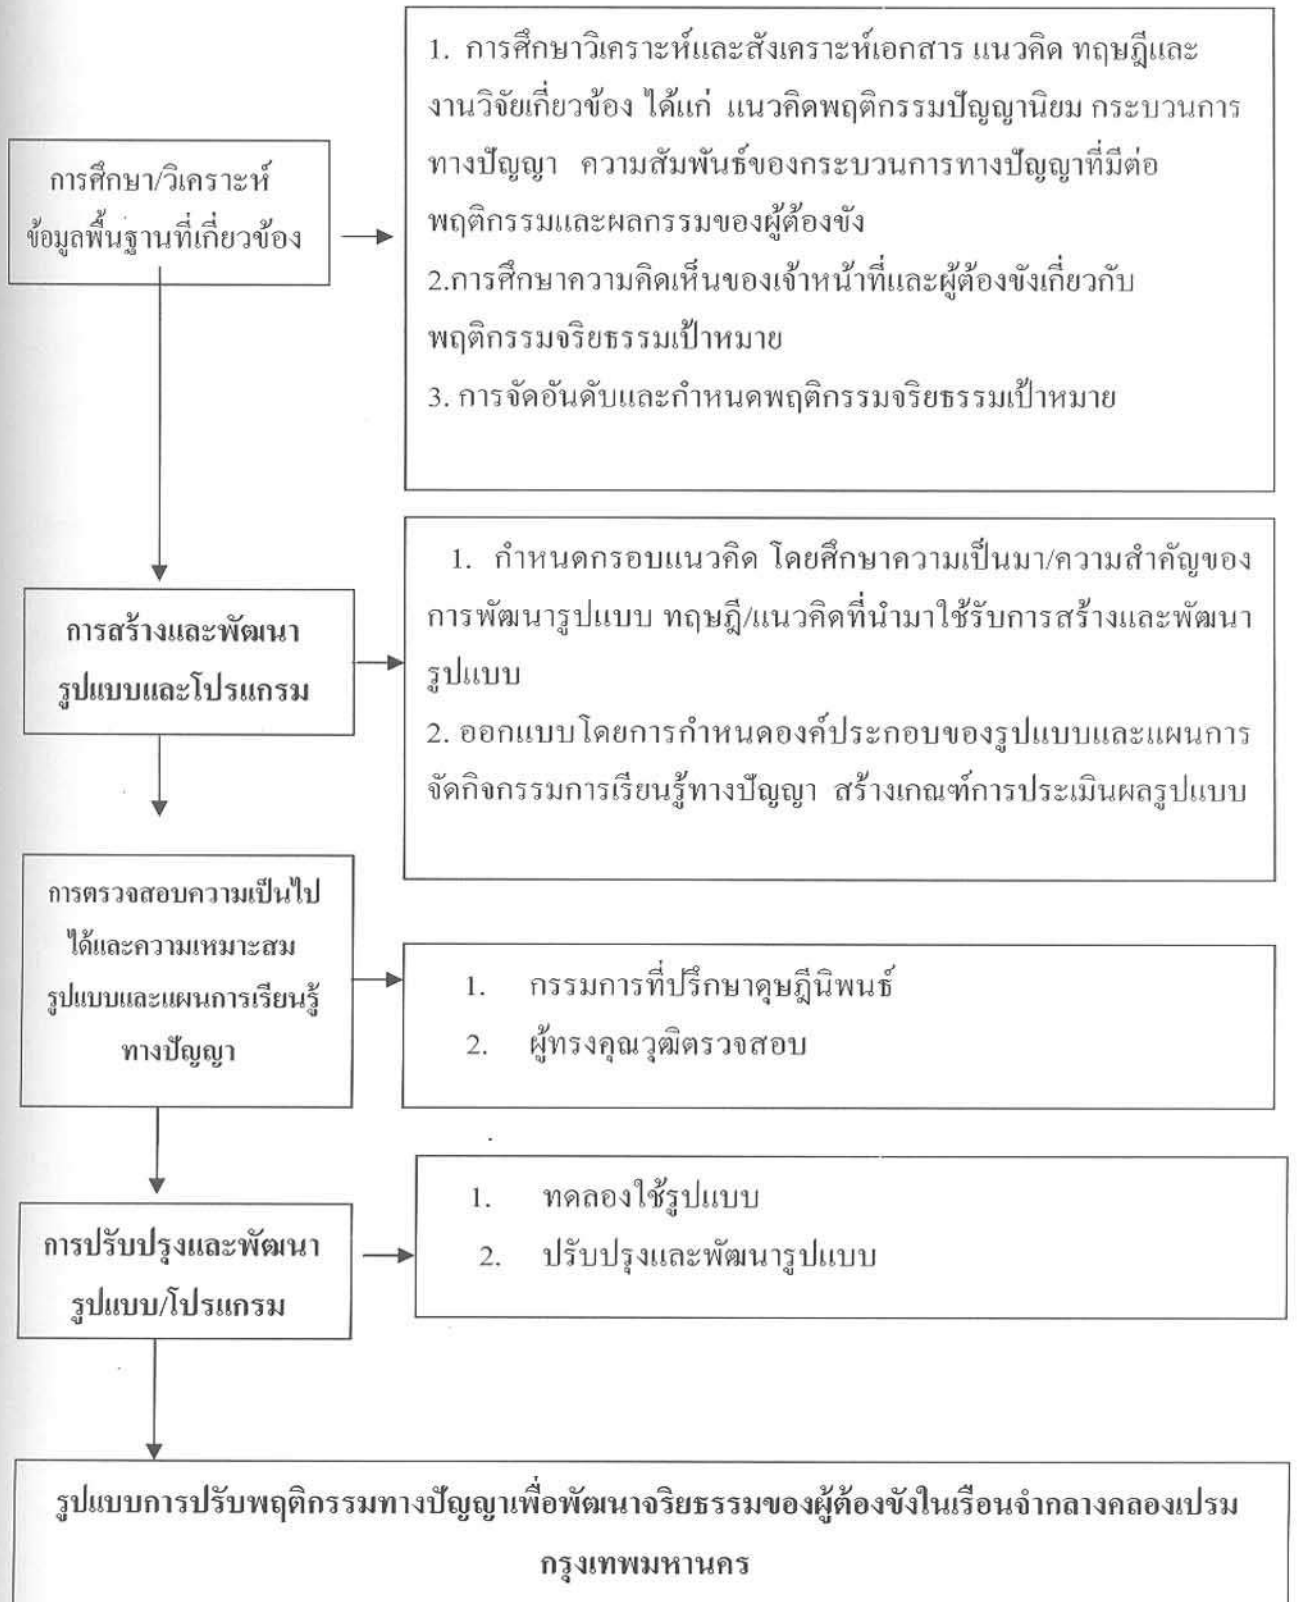 การศึกษา/วิเคราะห์
ข้อมูลพื้นฐานที่เกี่ยวข้อง
1. การศึกษาวิเคราะห์และสังเคราะห์เอกสาร แนวคิด ทฤษฎีและ
งานวิจัยเกี่ยวข้อง ได้แก่ แนวคิดพฤติกรรมปัญญานิยม กระบวนการ
ทางปัญญา ความสัมพันธ์ของกระบวนการทางปัญญาที่มีต่อ
พฤติกรรมและผลกรรมของผู้ต้องขัง
2.การศึกษาความคิดเห็นของเจ้าหน้าที่และผู้ต้องขังเกี่ยวกับ
พฤติกรรมจริยธรรมเป้าหมาย
3. การจัดอันดับและกำหนดพฤติกรรมจริยธรรมเป้าหมาย
การสร้างและพัฒนา
รูปแบบและโปรแกรม
1. กำหนดกรอบแนวคิด โดยศึกษาความเป็นมา/ความสำคัญของ
การพัฒนารูปแบบ ทฤษฎี/แนวคิดที่นำมาใช้รับการสร้างและพัฒนา
รูปแบบ
2. ออกแบบโดยการกำหนดองค์ประกอบของรูปแบบและแผนการ
จัดกิจกรรมการเรียนรู้ทางปัญญา สร้างเกณฑ์การประเมินผลรูปแบบ
การตรวจสอบความเป็นไป
ได้และความเหมาะสม
รูปแบบและแผนการเรียนรู้
ทางปัญญา
1. กรรมการที่ปรึกษาดุษฎีนิพนธ์
2. ผู้ทรงคุณวุฒิตรวจสอบ
การปรับปรุงและพัฒนา
รูปแบบ/โปรแกรม
1. ทดลองใช้รูปแบบ
2. ปรับปรุงและพัฒนารูปแบบ
รูปแบบการปรับพฤติกรรมทางปัญญาเพื่อพัฒนาจริยธรรมของผู้ต้องขังในเรือนจำกลางคลองเปรม
กรุงเทพมหานคร